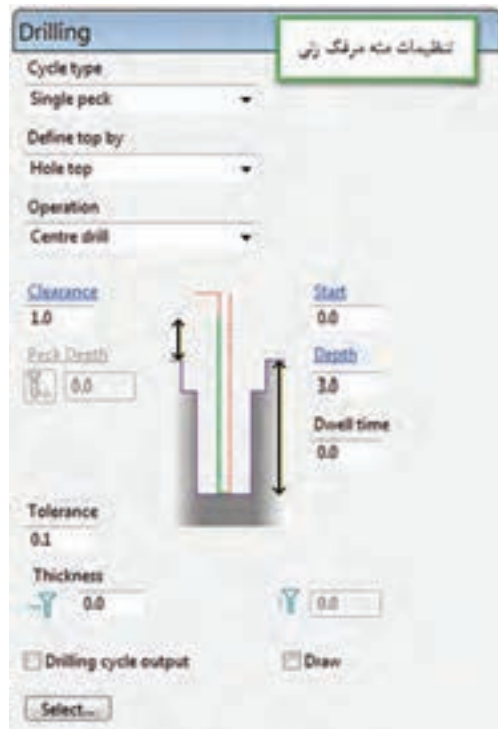 Drilling
تنظیمات مته مرغک زنی
Cycle type
Single peck
Define top by
Hole top
Operation
Centre drill
Clearance
1.0
Start
0.0
Peck Depth
0.0
Depth
3.0
Dwell time
0.0
Tolerance
0.1
Thickness
0.0
0.0
Drilling cycle output
Draw
Select...